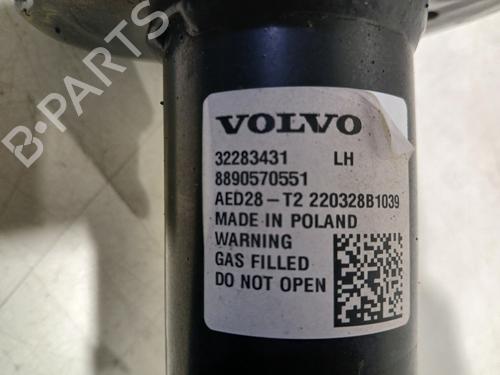 B-PARTS
VOLVO
32283431 LH
8890570551
AED28-T2 220328B1039
MADE IN POLAND
WARNING
GAS FILLED
DO NOT OPEN